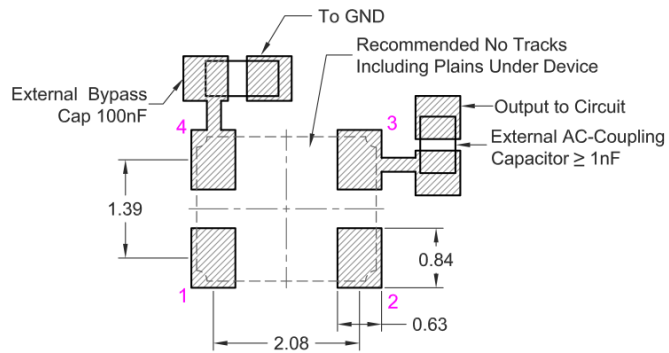 To GND
Recommended No Tracks
Including Plains Under Device
External Bypass
Cap 100nF
4
3
Output to Circuit
External AC-Coupling
Capacitor ≥ 1nF
1.39
0.84
1
2
0.63
2.08